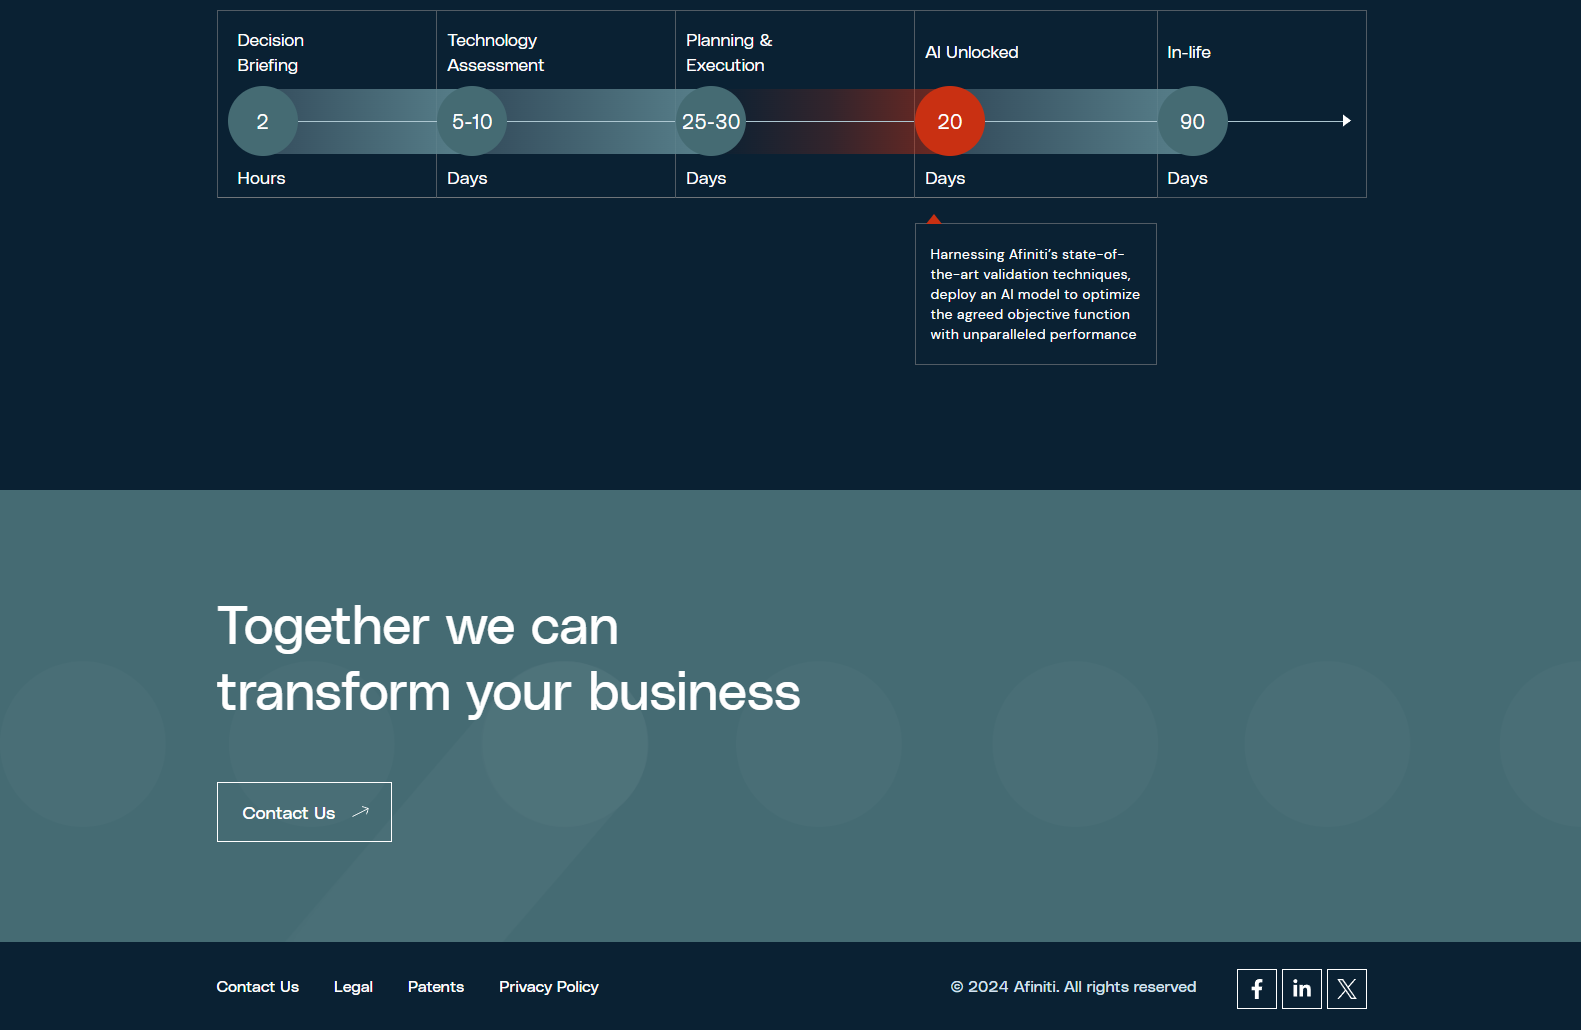 Decision
Briefing
Technology
Assessment
Planning &
Execution
AI Unlocked
In-life
2
5-10
25-30
20
90
Hours
Days
Days
Days
Days
Harnessing Afiniti’s state-of-
the-art validation techniques,
deploy an AI model to optimize
the agreed objective function
with unparalleled performance
Together we can
transform your business
Contact Us
Contact Us Legal Patents Privacy Policy © 2024 Afiniti. All rights reserved